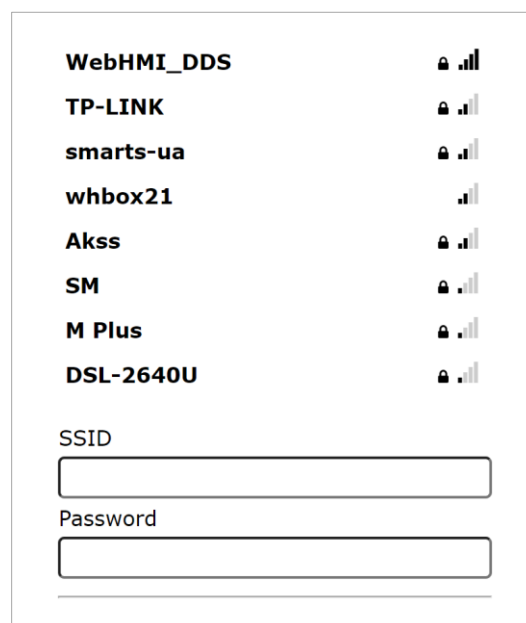 WebHMI_DDS
TP-LINK
smarts-ua
whbox21
Akss
SM
M Plus
DSL-2640U
SSID
Password